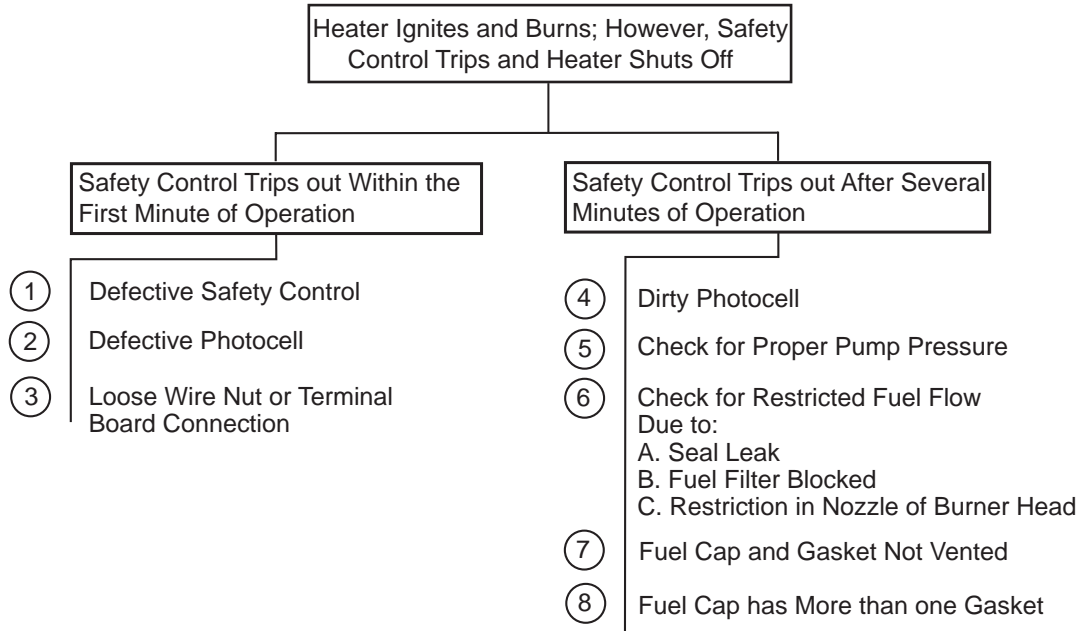 Heater Ignites and Burns; However, Safety
Control Trips and Heater Shuts Off
Safety Control Trips out Within the
First Minute of Operation
1 Defective Safety Control
2 Defective Photocell
3 Loose Wire Nut or Terminal
Board Connection
Safety Control Trips out After Several
Minutes of Operation
4 Dirty Photocell
5 Check for Proper Pump Pressure
6 Check for Restricted Fuel Flow
Due to:
A. Seal Leak
B. Fuel Filter Blocked
C. Restriction in Nozzle of Burner Head
7 Fuel Cap and Gasket Not Vented
8 Fuel Cap has More than one Gasket